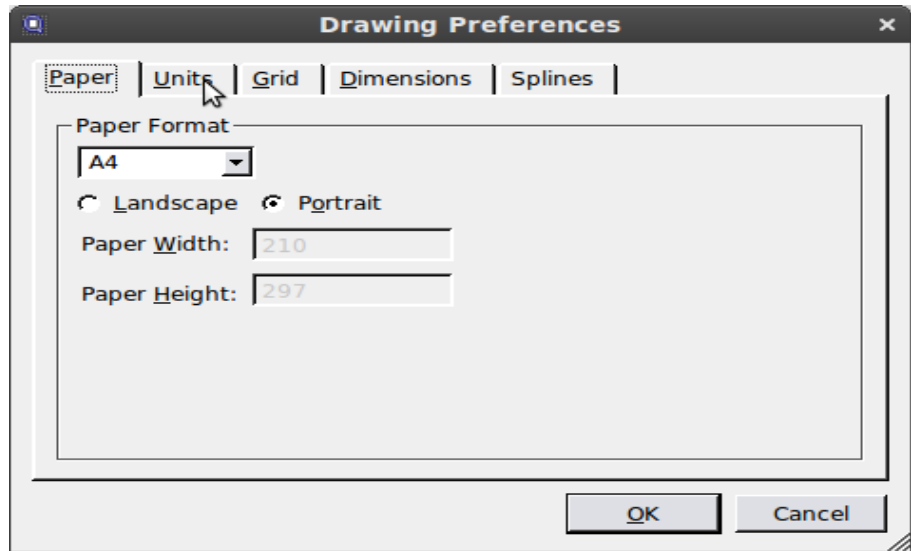 Drawing Preferences
Paper Units Grid Dimensions Splines
Paper Format
A4
Landscape Portrait
Paper Width: 210
Paper Height: 297
OK Cancel